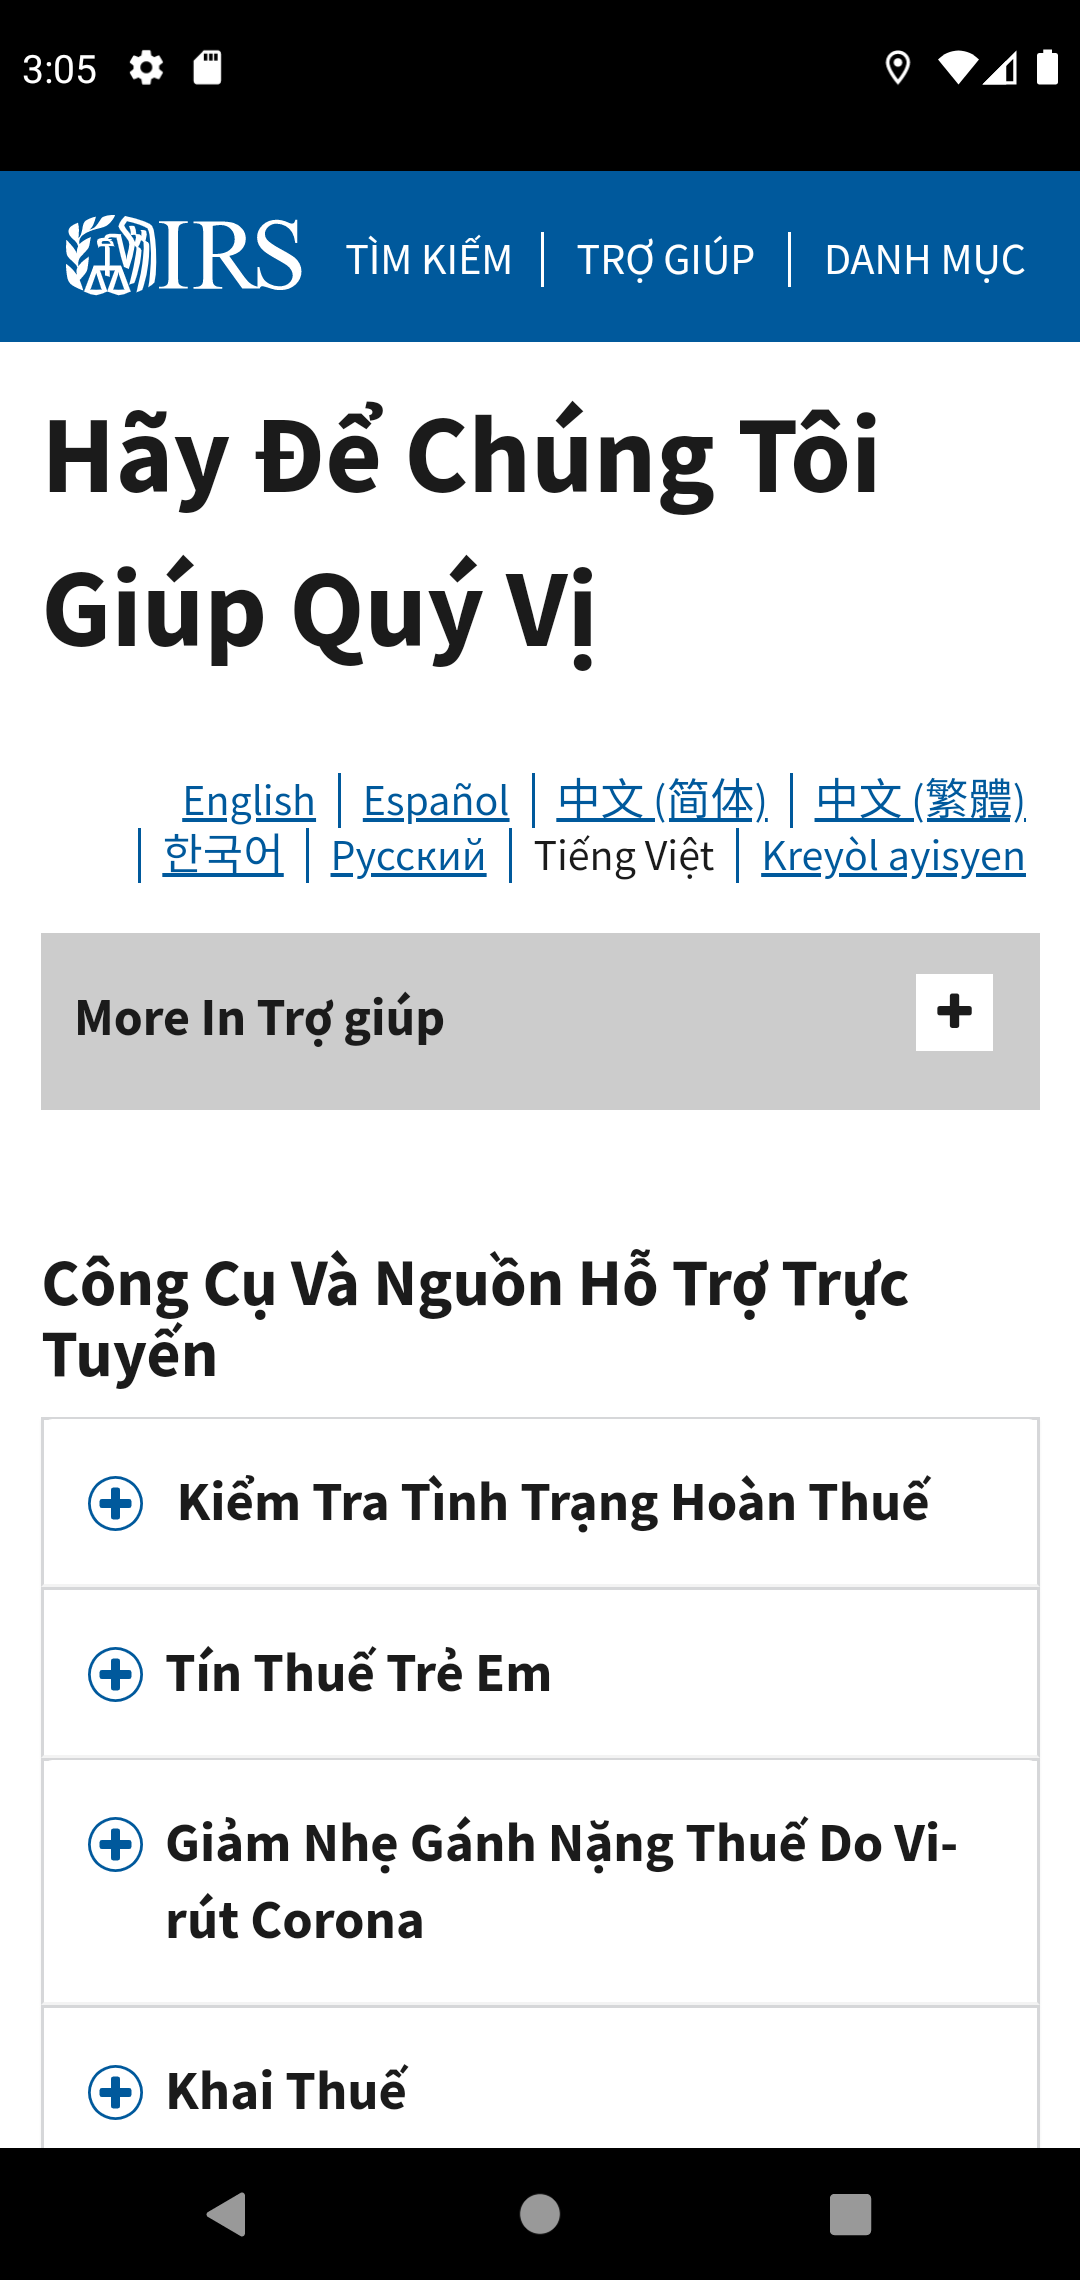 3:05
IRS
TÌM KIẾM
TRỢ GIÚP
DANH MỤC
Hãy Để Chúng Tôi
Giúp Quý Vị
English | Español | 中文 (简体) | 中文 (繁體)
| 한국어 | Русский | Tiếng Việt | Kreyòl ayisyen
More In Trợ giúp
Công Cụ Và Nguồn Hỗ Trợ Trực
Tuyến
Kiểm Tra Tình Trạng Hoàn Thuế
Tín Thuế Trẻ Em
Giảm Nhẹ Gánh Nặng Thuế Do Vi-
rút Corona
Khai Thuế